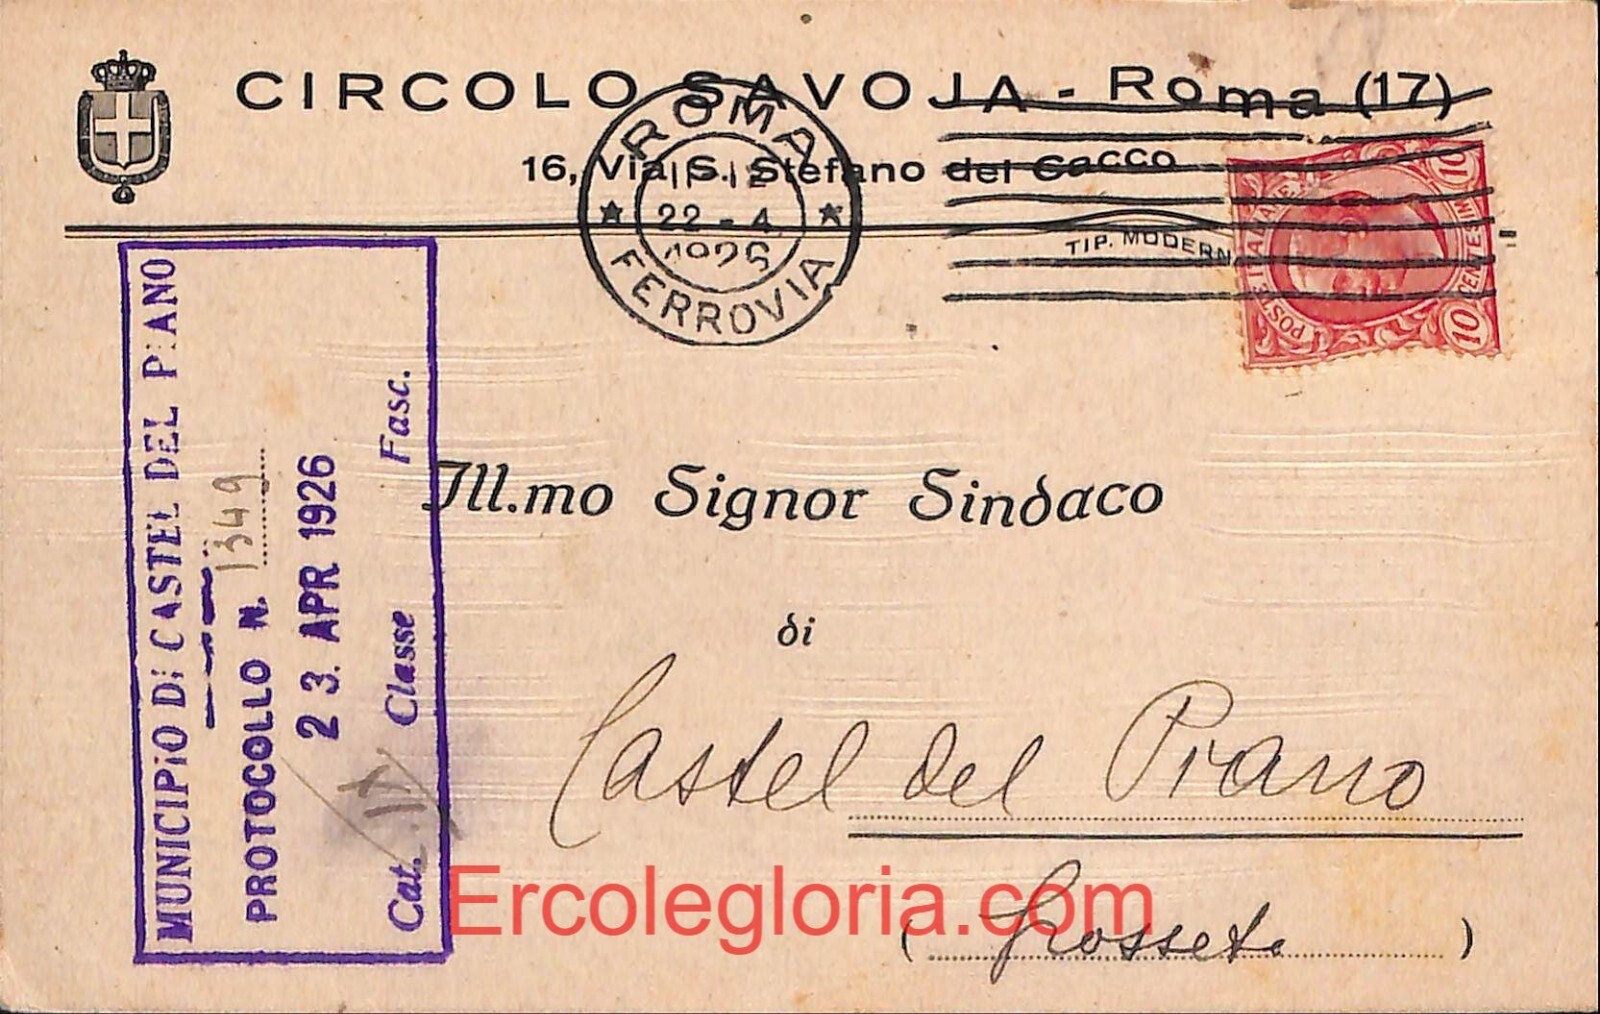 CIRCOLO SAVOJA - Roma (17)
16, Via S. Stefano del Cacco
TIP. MODERN
ROMA
22 - 4
1926
FERROVIA
POSTE ITALIANE
10
CENTESIMI
10
MUNICIPIO DI CASTEL DEL PIANO
PROTOCOLLO N. 1349
23. APR 1926
Cat. Classe Fasc.
Ill.mo Signor Sindaco
di
Castel del Piano
(Grosseto)
Ercolegloria.com